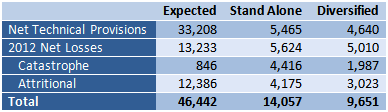 Expected Stand Alone Diversified
Net Technical Provisions 33,208 5,465 4,640
2012 Net Losses 13,233 5,624 5,010
Catastrophe 846 4,416 1,987
Attritional 12,386 4,175 3,023
Total 46,442 14,057 9,651